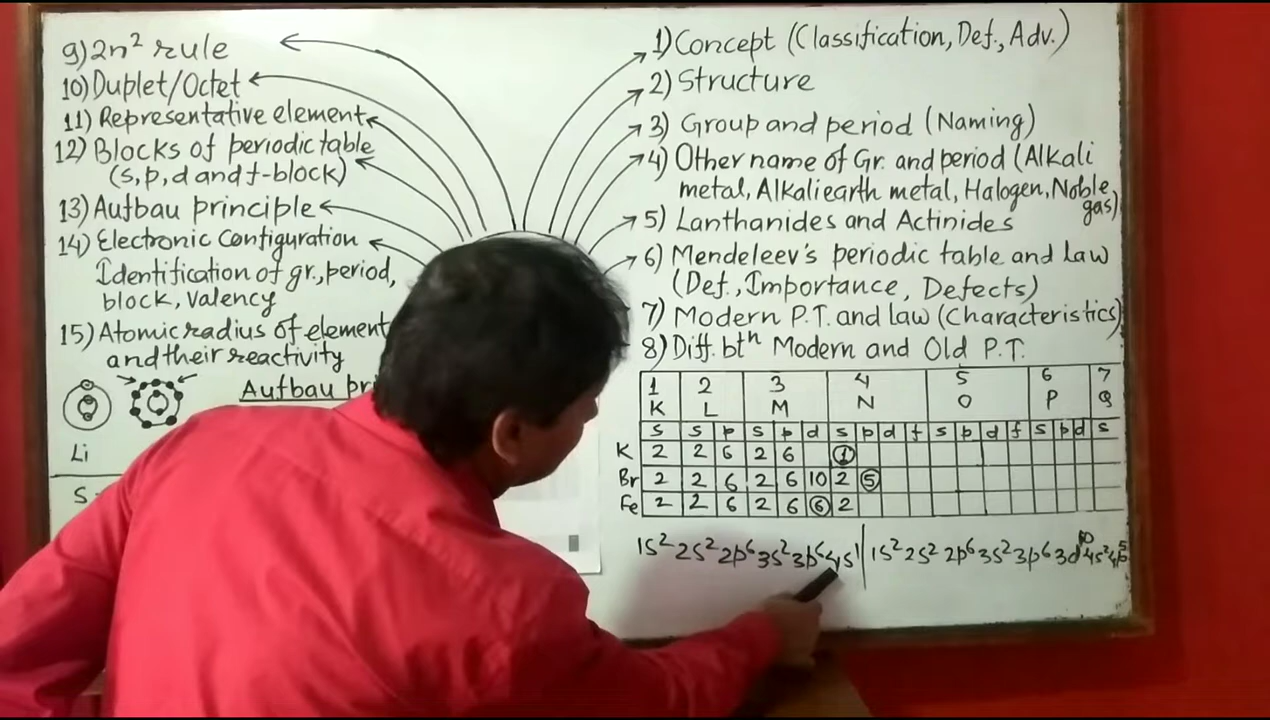 9) 2n² rule
10) Duplet/Octet
11) Representative element
12) Blocks of periodic table
(s, p, d and f-block)
13) Aufbau principle
14) Electronic Configuration
Identification of gr., period,
block, valency
15) Atomic radius of element
and their reactivity
Aufbau pri
Li
S
1) Concept (Classification, Def., Adv.)
2) Structure
3) Group and period (Naming)
4) Other name of Gr. and period (Alkali
metal, Alkaliearth metal, Halogen, Noble
gas)
5) Lanthanides and Actinides
6) Mendeleev's periodic table and Law
(Def., Importance, Defects)
7) Modern P.T. and law (Characteristics)
8) Diff. btⁿ Modern and Old P.T.
1 2 3 4 5 6 7
K L M N O P Q
s s p s p d s p d f s p d f s p d s
K 2 2 6 2 6 1
Br 2 2 6 2 6 10 2 5
Fe 2 2 6 2 6 6 2
1s² 2s² 2p⁶ 3s² 3p⁶ 4s¹ | 1s² 2s² 2p⁶ 3s² 3p⁶ 3d¹⁰ 4s² 4p⁵